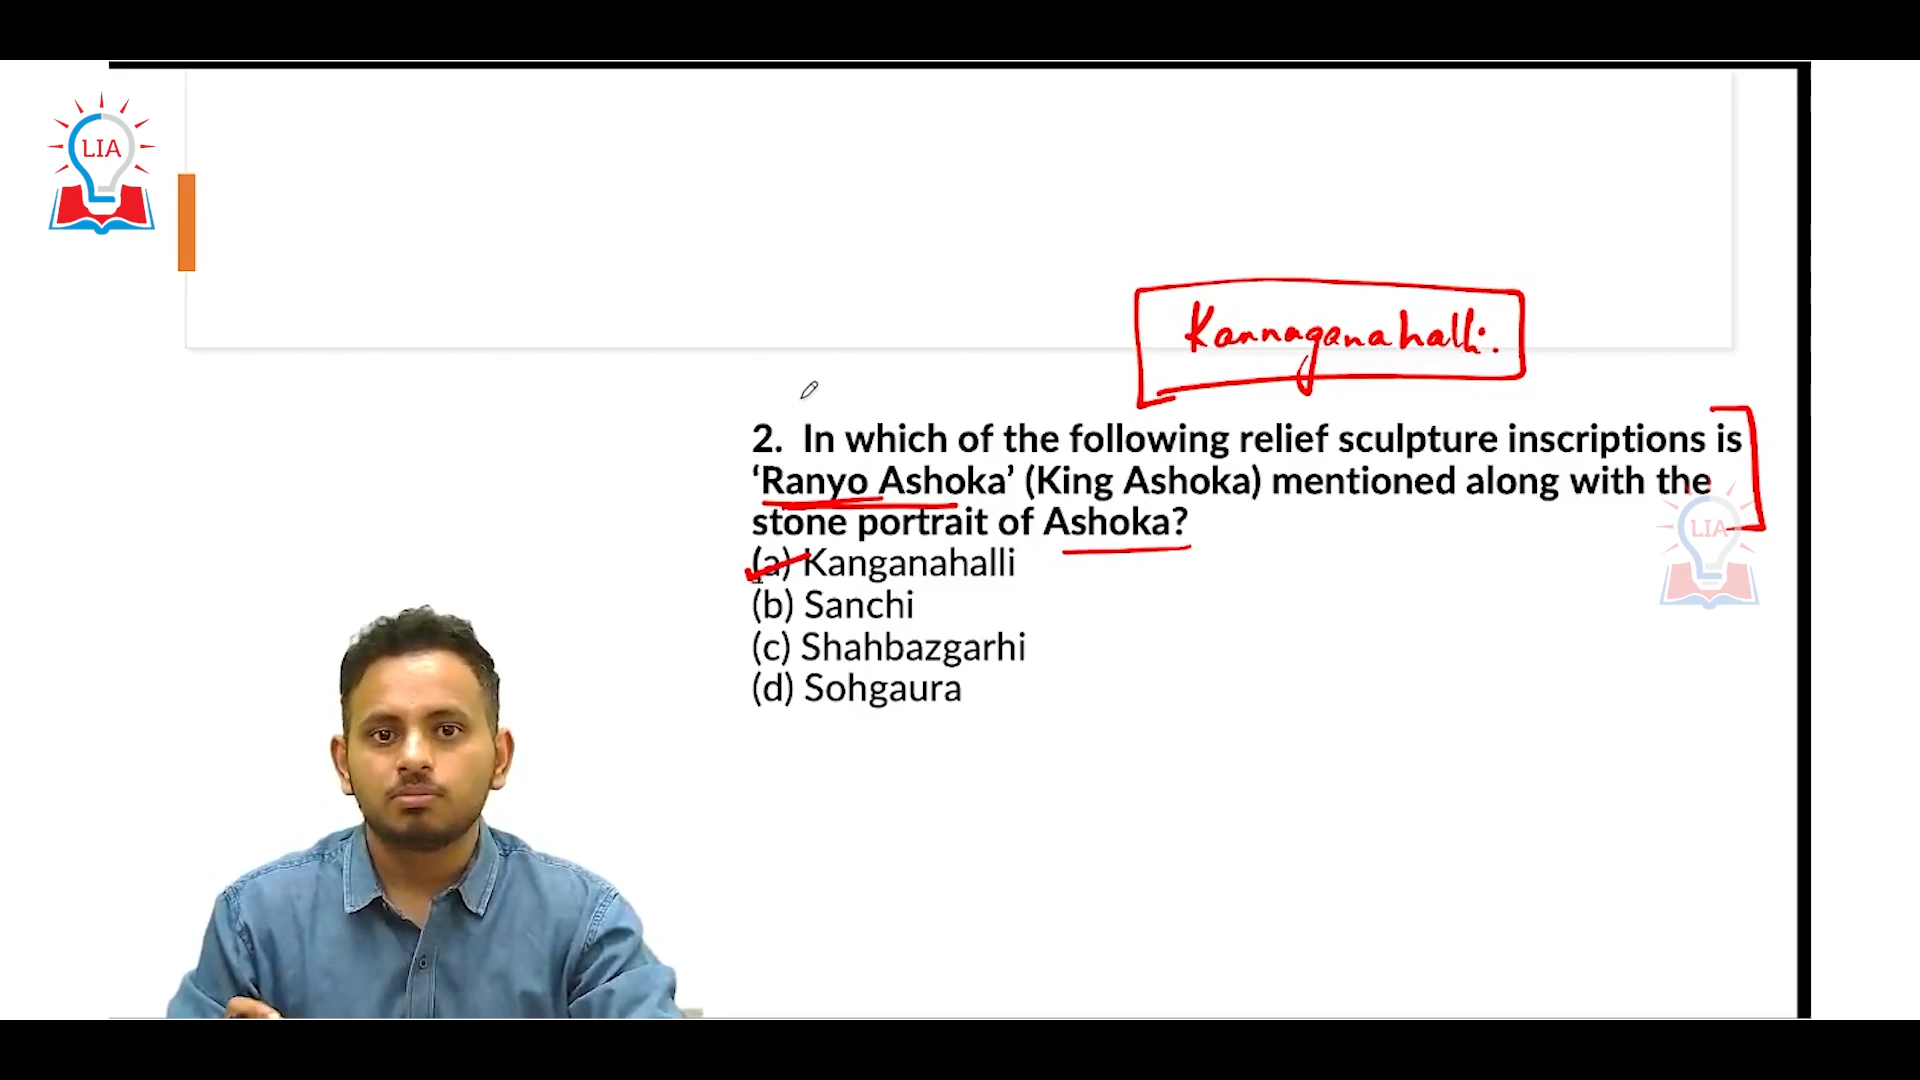 LIA
Kannaganahalli.
2. In which of the following relief sculpture inscriptions is
‘Ranyo Ashoka’ (King Ashoka) mentioned along with the
stone portrait of Ashoka?
(a) Kanganahalli
(b) Sanchi
(c) Shahbazgarhi
(d) Sohgaura
LIA